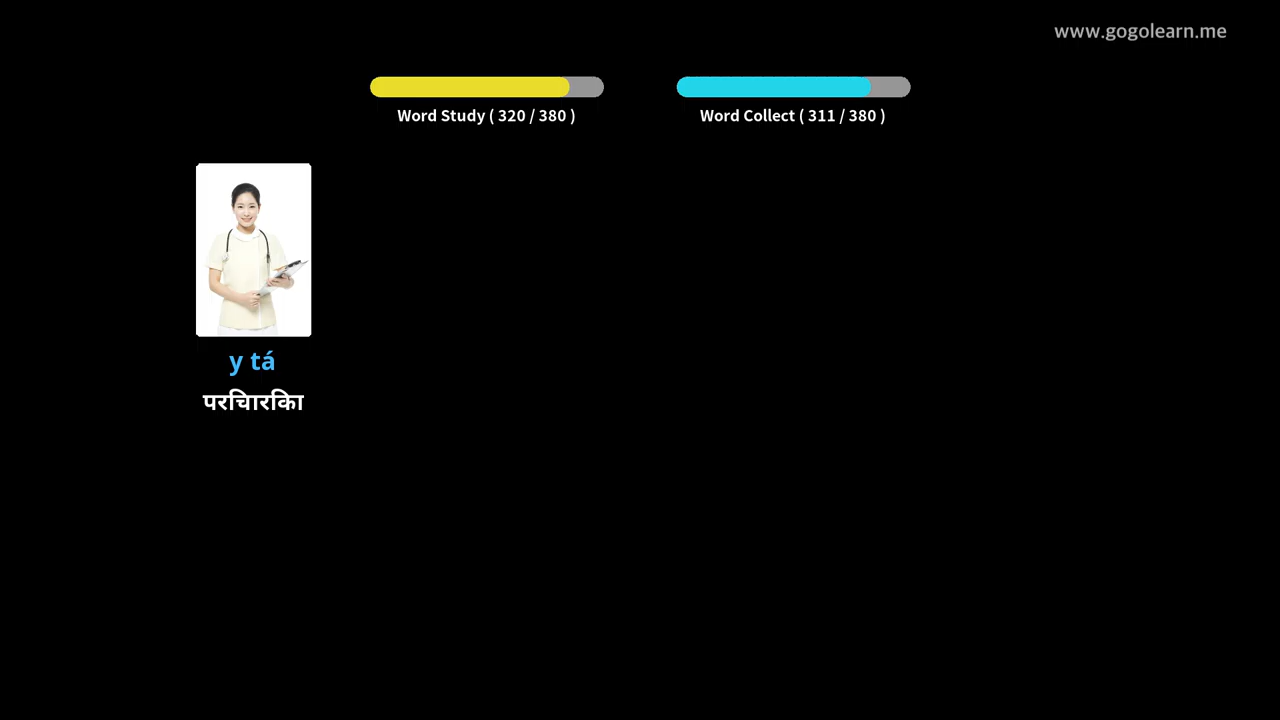 www.gogolearn.me
Word Study ( 320 / 380 )
Word Collect ( 311 / 380 )
y tá
परिचारिका